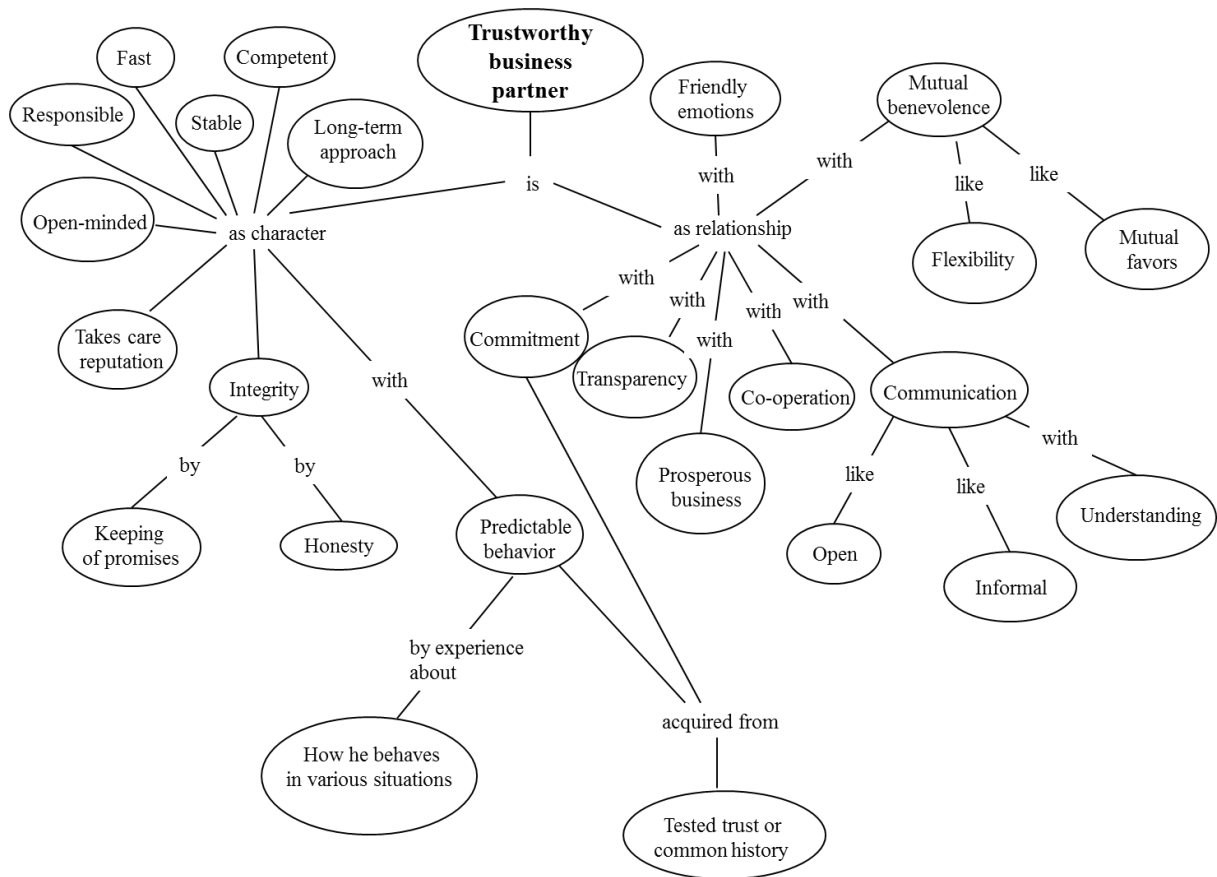 Trustworthy
business
partner
Fast
Competent
Responsible
Stable
Long-term
approach
Open-minded
as character
is
Friendly
emotions
with
as relationship
with
Mutual
benevolence
like
like
Flexibility
Mutual
favors
Takes care
reputation
Integrity
with
by
by
Keeping
of promises
Honesty
Predictable
behavior
with
with
with
with
with
Commitment
Transparency
Prosperous
business
Co-operation
Communication
like
like
with
Open
Informal
Understanding
by experience
about
How he behaves
in various situations
acquired from
Tested trust or
common history